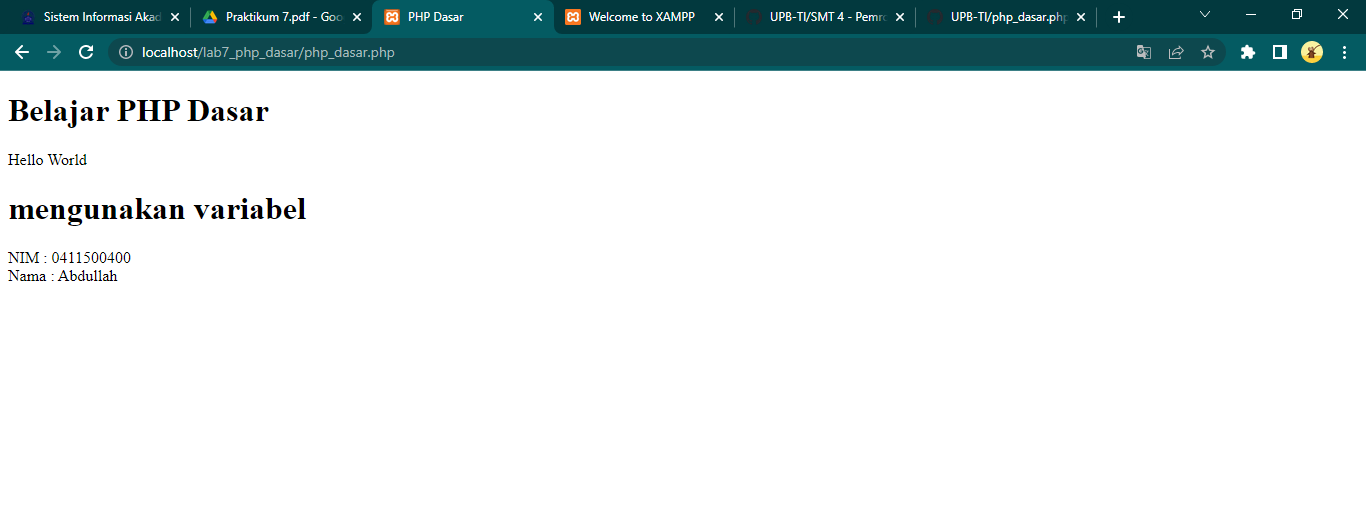 Sistem Informasi Akad
Praktikum 7.pdf - Goo
PHP Dasar
Welcome to XAMPP
UPB-TI/SMT 4 - Pemro
UPB-TI/php_dasar.php
localhost/lab7_php_dasar/php_dasar.php
Belajar PHP Dasar
Hello World
mengunakan variabel
NIM : 0411500400
Nama : Abdullah